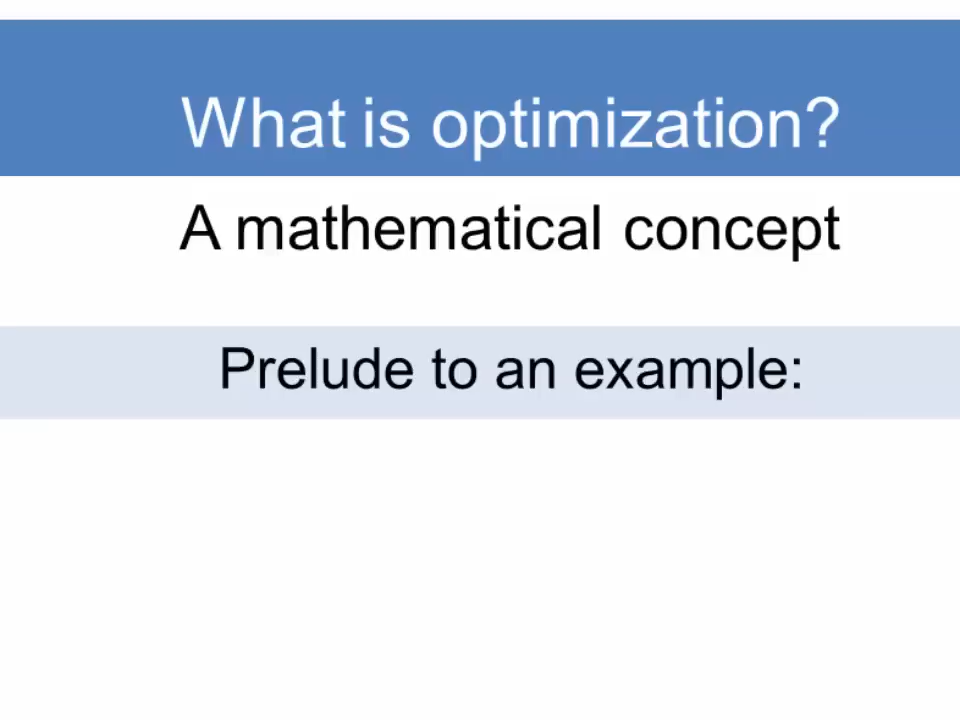 What is optimization?
A mathematical concept
Prelude to an example: